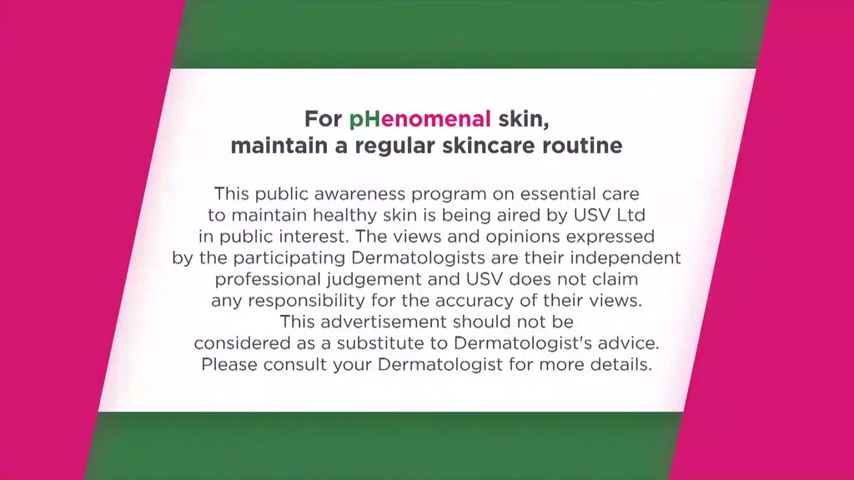 For pHenomenal skin,
maintain a regular skincare routine
This public awareness program on essential care
to maintain healthy skin is being aired by USV Ltd
in public interest. The views and opinions expressed
by the participating Dermatologists are their independent
professional judgement and USV does not claim
any responsibility for the accuracy of their views.
This advertisement should not be
considered as a substitute to Dermatologist's advice.
Please consult your Dermatologist for more details.